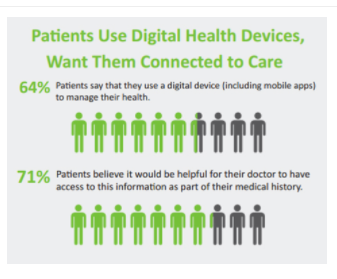 Patients Use Digital Health Devices,
Want Them Connected to Care
64% Patients say that they use a digital device (including mobile apps)
to manage their health.
71% Patients believe it would be helpful for their doctor to have
access to this information as part of their medical history.